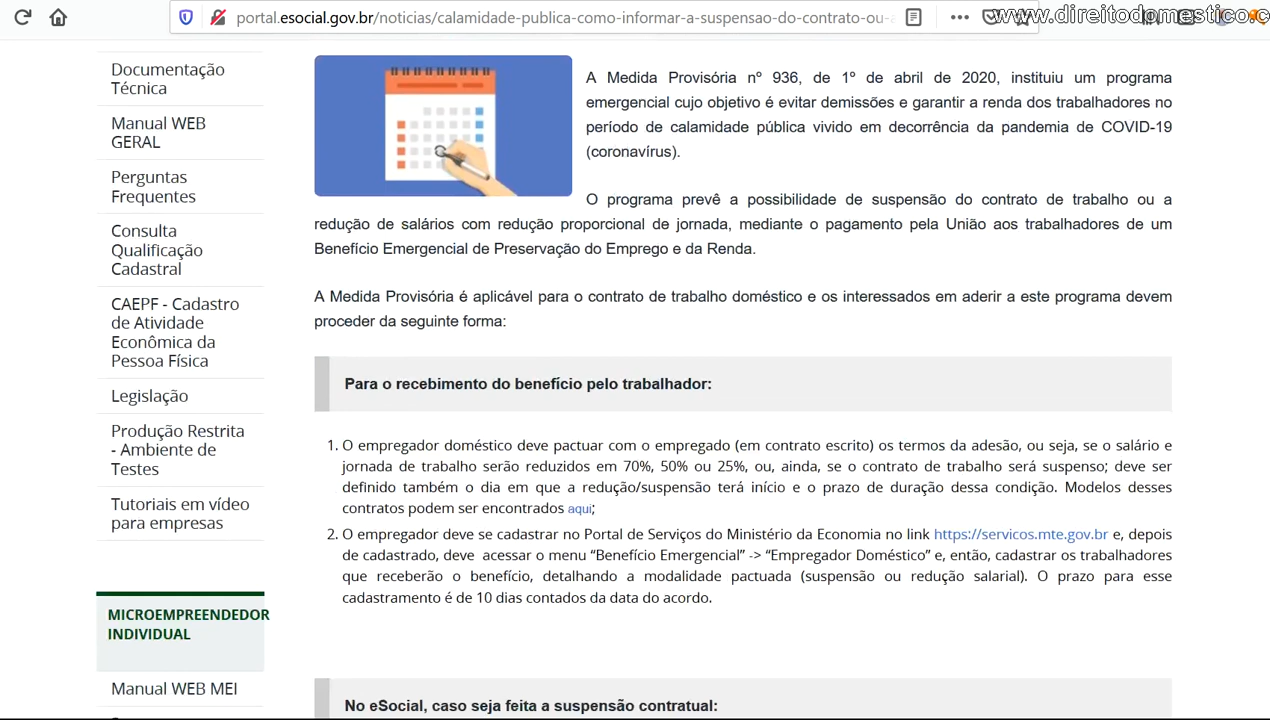 portal.esocial.gov.br/noticias/calamidade-publica-como-informar-a-suspensao-do-contrato-ou-
www.direitodomestico.c
Documentação
Técnica
Manual WEB
GERAL
Perguntas
Frequentes
Consulta
Qualificação
Cadastral
CAEPF - Cadastro
de Atividade
Econômica da
Pessoa Física
Legislação
Produção Restrita
- Ambiente de
Testes
Tutoriais em vídeo
para empresas
MICROEMPREENDEDOR
INDIVIDUAL
Manual WEB MEI
A Medida Provisória nº 936, de 1º de abril de 2020, instituiu um programa
emergencial cujo objetivo é evitar demissões e garantir a renda dos trabalhadores no
período de calamidade pública vivido em decorrência da pandemia de COVID-19
(coronavírus).
O programa prevê a possibilidade de suspensão do contrato de trabalho ou a
redução de salários com redução proporcional de jornada, mediante o pagamento pela União aos trabalhadores de um
Benefício Emergencial de Preservação do Emprego e da Renda.
A Medida Provisória é aplicável para o contrato de trabalho doméstico e os interessados em aderir a este programa devem
proceder da seguinte forma:
Para o recebimento do benefício pelo trabalhador:
1. O empregador doméstico deve pactuar com o empregado (em contrato escrito) os termos da adesão, ou seja, se o salário e
jornada de trabalho serão reduzidos em 70%, 50% ou 25%, ou, ainda, se o contrato de trabalho será suspenso; deve ser
definido também o dia em que a redução/suspensão terá início e o prazo de duração dessa condição. Modelos desses
contratos podem ser encontrados aqui;
2. O empregador deve se cadastrar no Portal de Serviços do Ministério da Economia no link https://servicos.mte.gov.br e, depois
de cadastrado, deve acessar o menu “Benefício Emergencial” -> “Empregador Doméstico” e, então, cadastrar os trabalhadores
que receberão o benefício, detalhando a modalidade pactuada (suspensão ou redução salarial). O prazo para esse
cadastramento é de 10 dias contados da data do acordo.
No eSocial, caso seja feita a suspensão contratual: